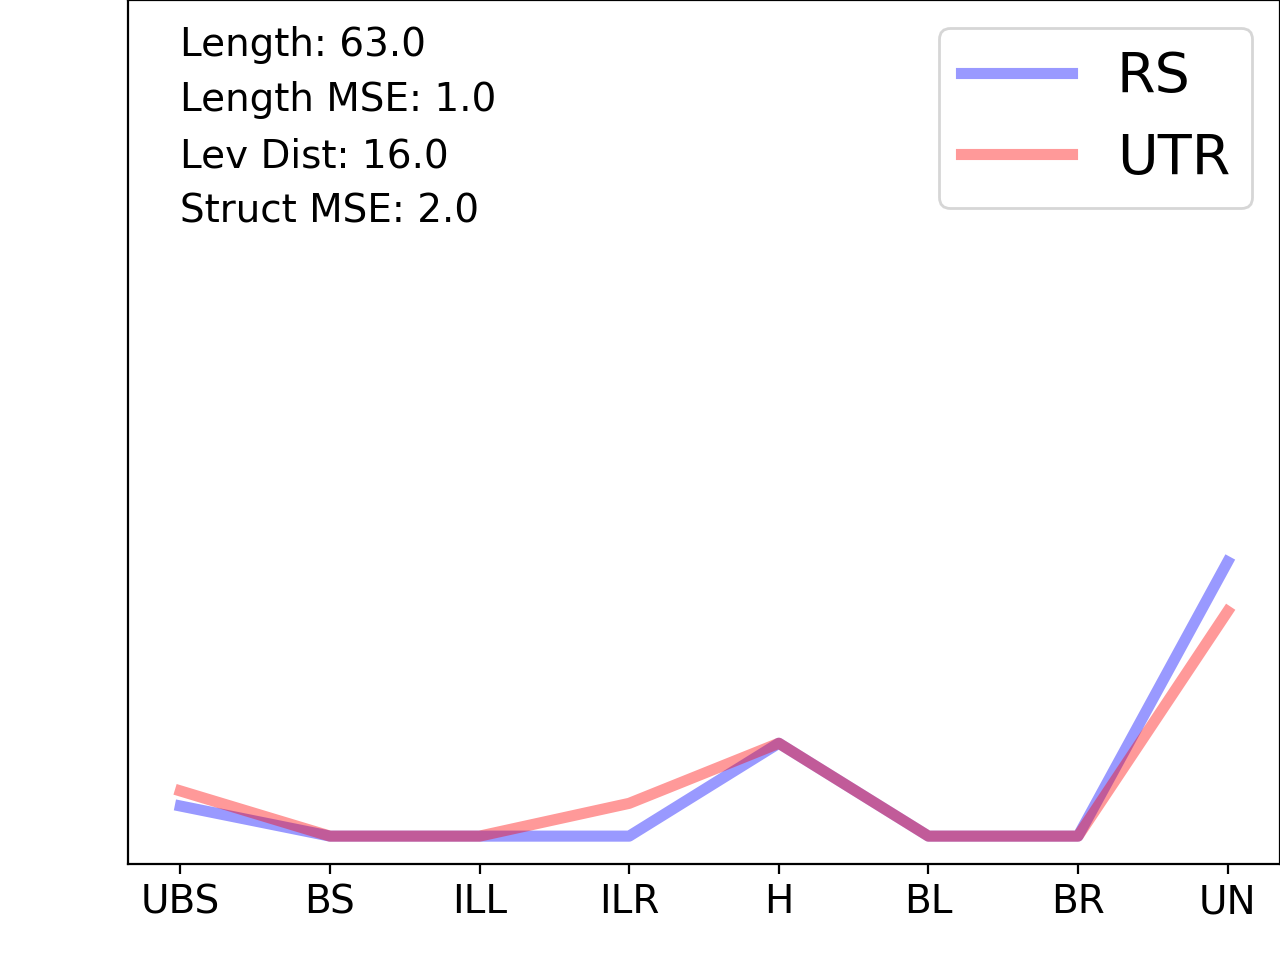 Length: 63.0
Length MSE: 1.0
Lev Dist: 16.0
Struct MSE: 2.0
RS
UTR
UBS BS ILL ILR H BL BR UN